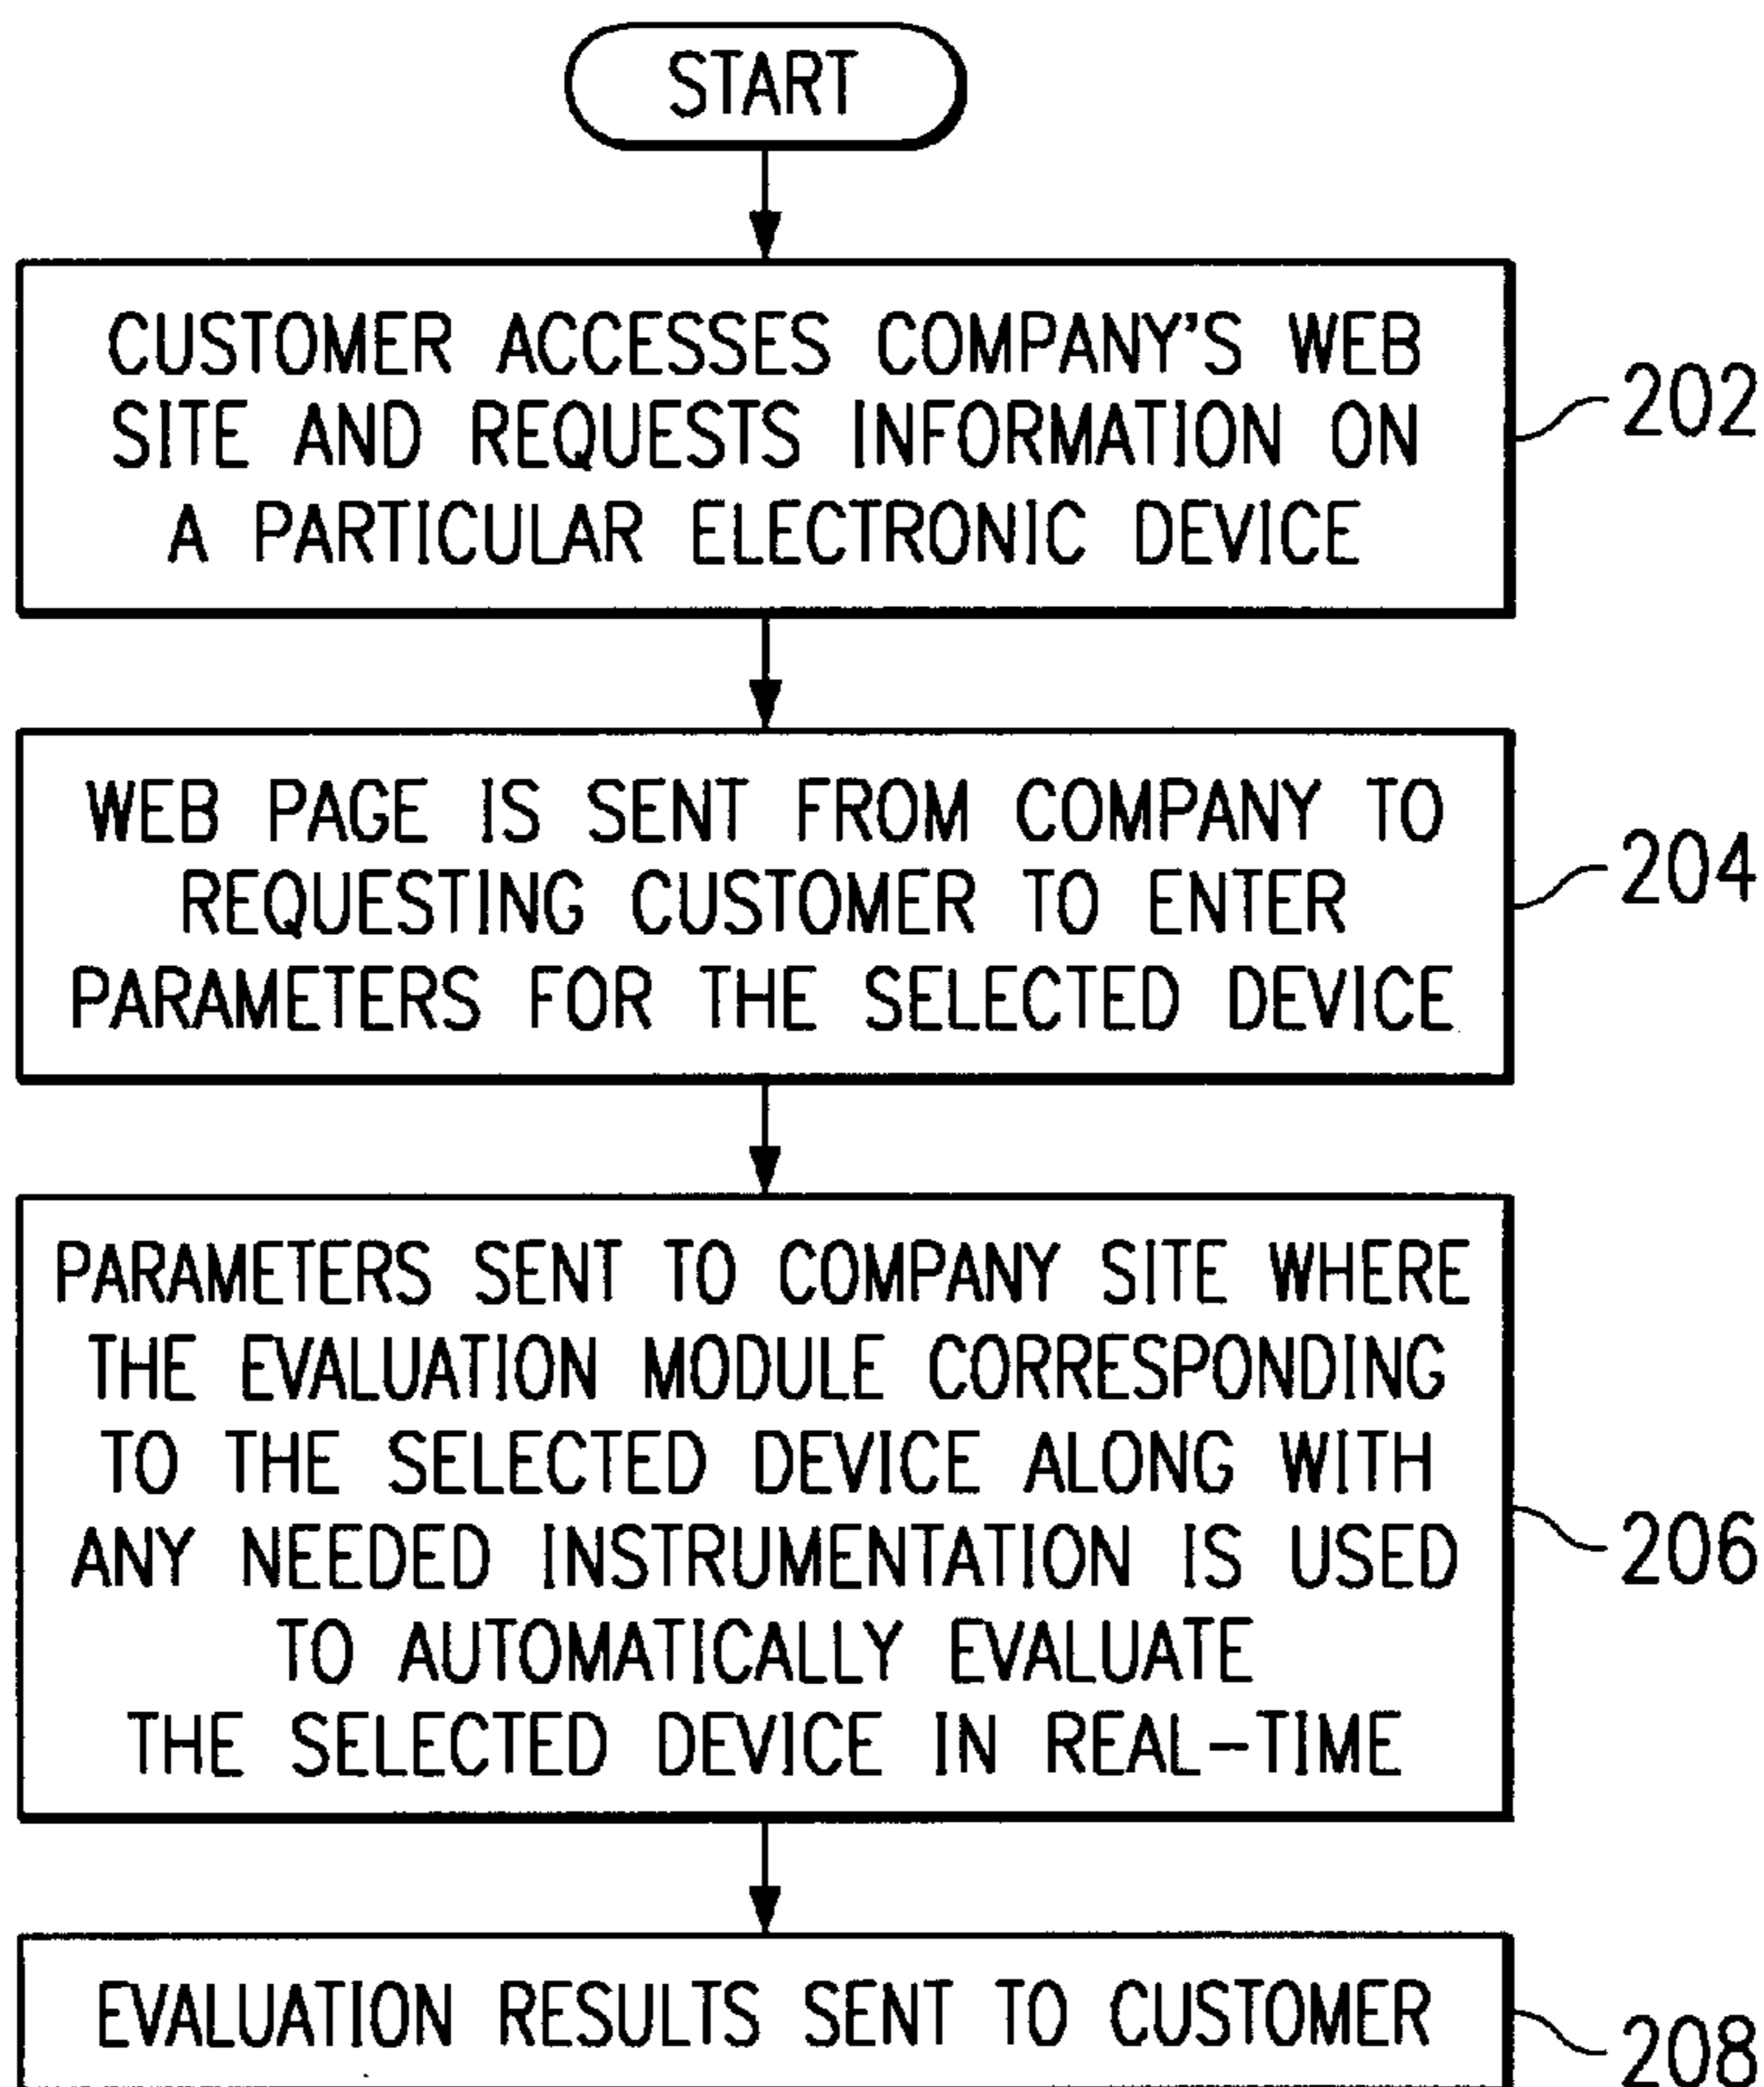 START
CUSTOMER ACCESSES COMPANY'S WEB
SITE AND REQUESTS INFORMATION ON
A PARTICULAR ELECTRONIC DEVICE
202
WEB PAGE IS SENT FROM COMPANY TO
REQUESTING CUSTOMER TO ENTER
PARAMETERS FOR THE SELECTED DEVICE
204
PARAMETERS SENT TO COMPANY SITE WHERE
THE EVALUATION MODULE CORRESPONDING
TO THE SELECTED DEVICE ALONG WITH
ANY NEEDED INSTRUMENTATION IS USED
TO AUTOMATICALLY EVALUATE
THE SELECTED DEVICE IN REAL-TIME
206
EVALUATION RESULTS SENT TO CUSTOMER
208